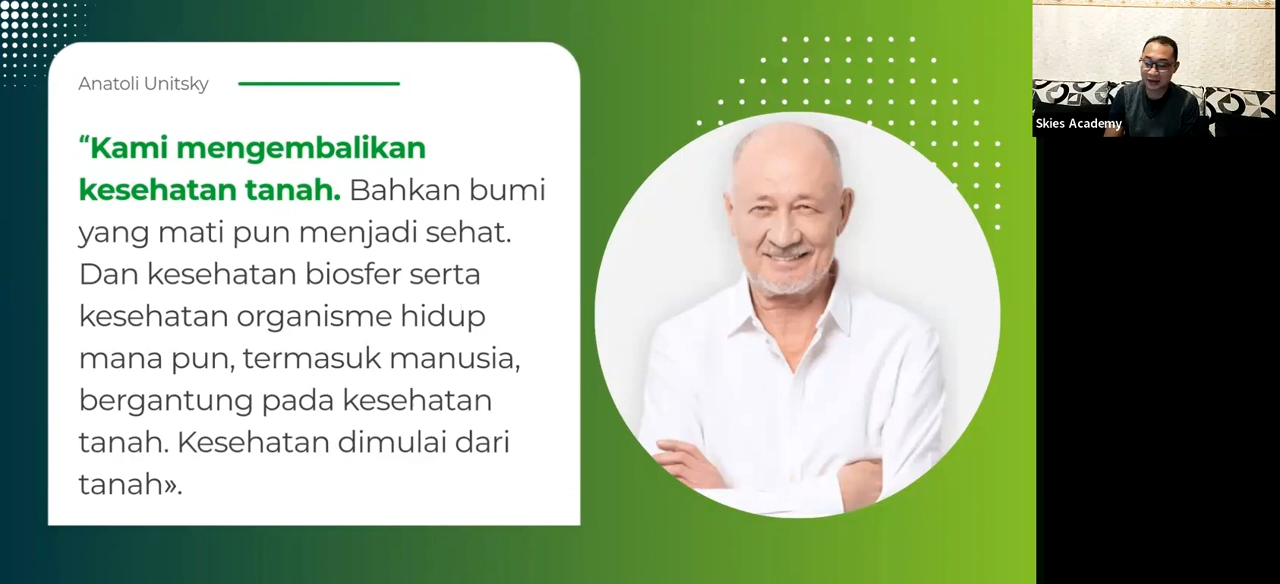 Anatoli Unitsky
“Kami mengembalikan
kesehatan tanah. Bahkan bumi
yang mati pun menjadi sehat.
Dan kesehatan biosfer serta
kesehatan organisme hidup
mana pun, termasuk manusia,
bergantung pada kesehatan
tanah. Kesehatan dimulai dari
tanah».
Skies Academy